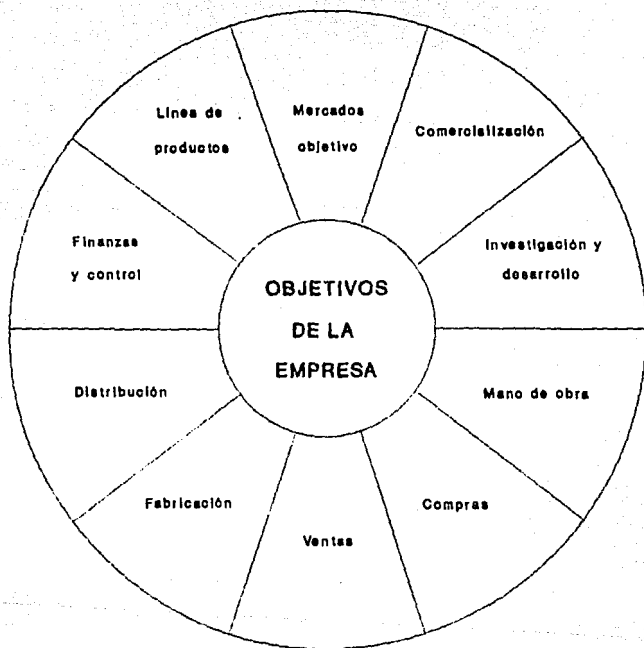 Línea de
productos
Mercados
objetivo
Comercialización
Investigación y
desarrollo
Finanzas
y control
OBJETIVOS
DE LA
EMPRESA
Distribución
Mano de obra
Fabricación
Compras
Ventas